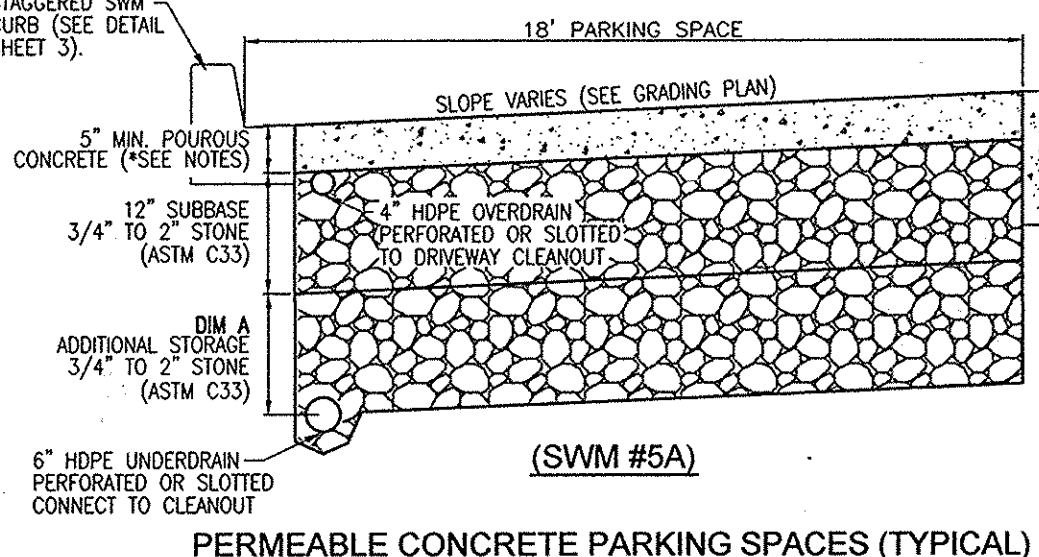 TAGGERED SWM
CURB (SEE DETAIL
SHEET 3).
18' PARKING SPACE
SLOPE VARIES (SEE GRADING PLAN)
5" MIN. POUROUS
CONCRETE (*SEE NOTES)
12" SUBBASE
3/4" TO 2" STONE
(ASTM C33)
4" HDPE OVERDRAIN
PERFORATED OR SLOTTED
TO DRIVEWAY CLEANOUT
DIM A
ADDITIONAL STORAGE
3/4" TO 2" STONE
(ASTM C33)
6" HDPE UNDERDRAIN
PERFORATED OR SLOTTED
CONNECT TO CLEANOUT
(SWM #5A)
PERMEABLE CONCRETE PARKING SPACES (TYPICAL)